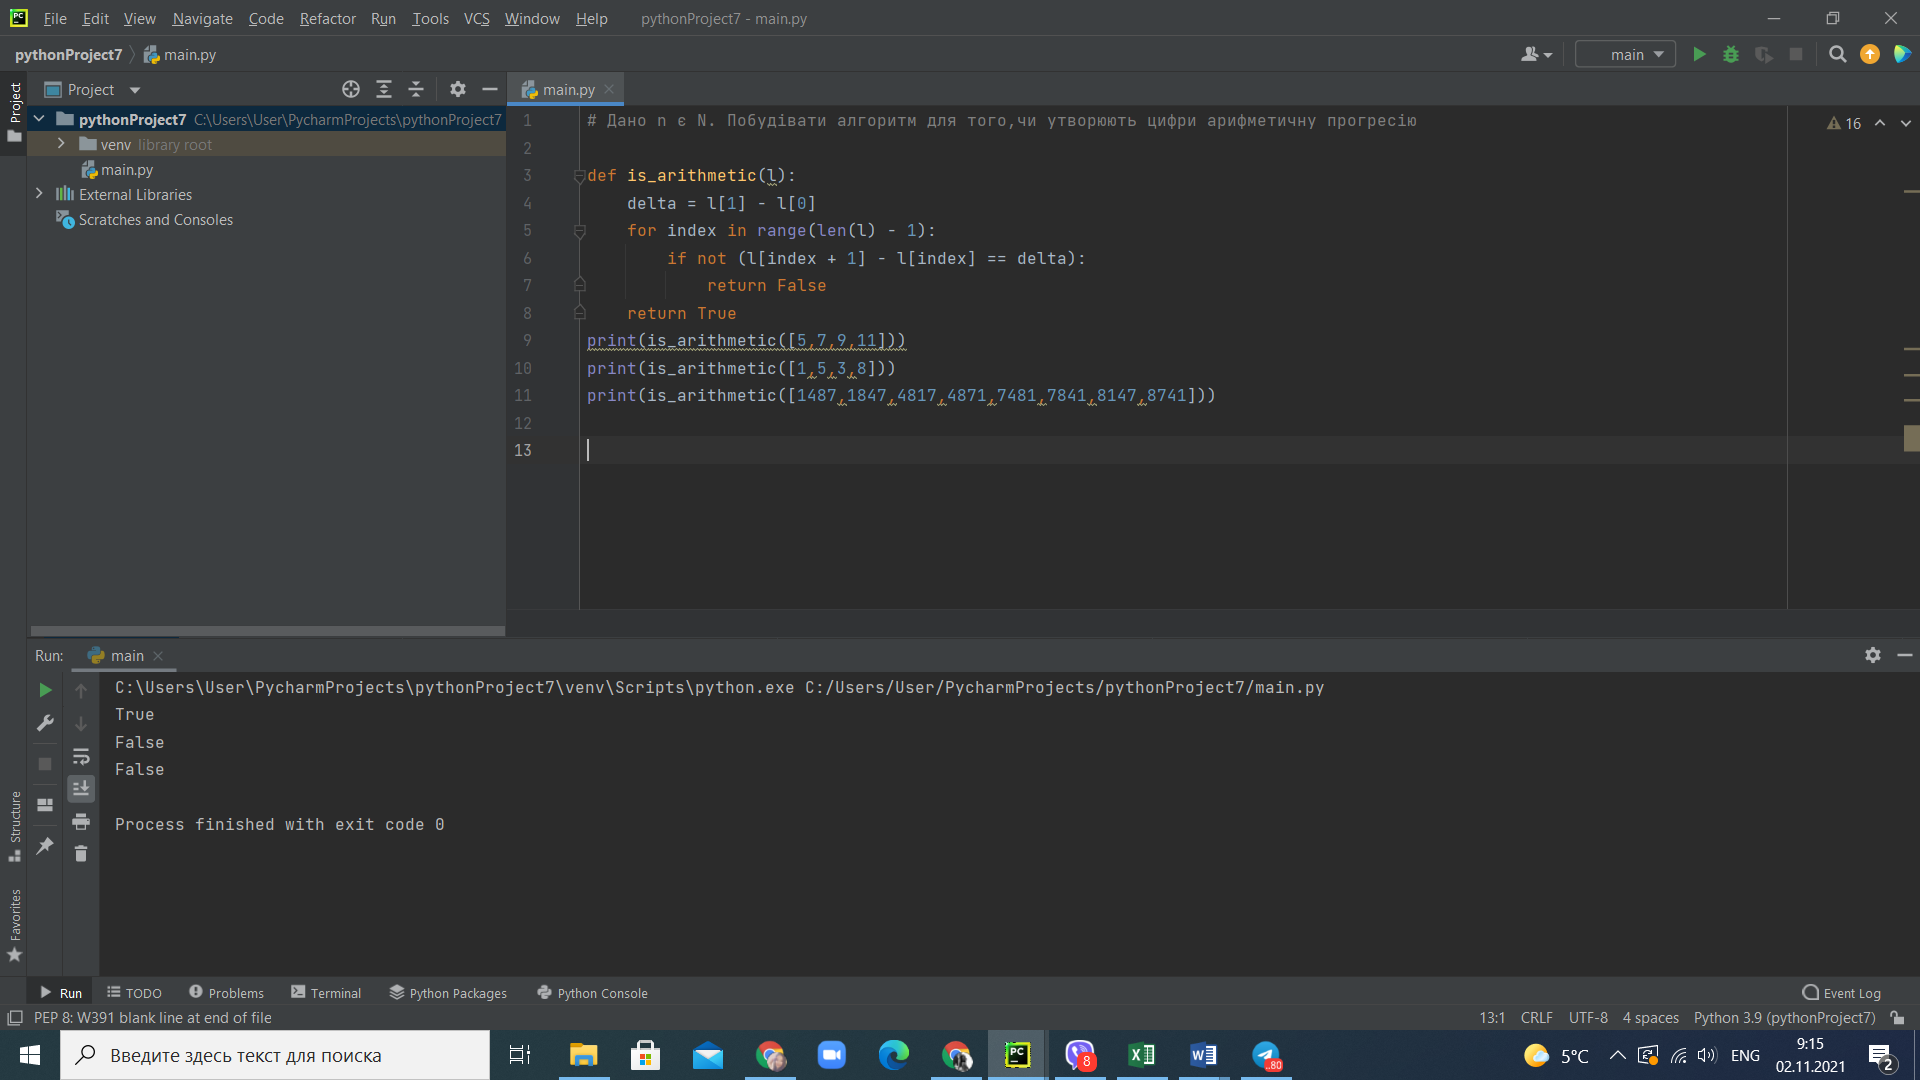 File Edit View Navigate Code Refactor Run Tools VCS Window Help pythonProject7 - main.py
pythonProject7 main.py main
Project
Project main.py
pythonProject7 C:\Users\User\PycharmProjects\pythonProject7
venv library root
main.py
External Libraries
Scratches and Consoles
16
1 # Дано n є N. Побудівати алгоритм для того,чи утворюють цифри арифметичну прогресію
2
3 def is_arithmetic(l):
4 delta = l[1] - l[0]
5 for index in range(len(l) - 1):
6 if not (l[index + 1] - l[index] == delta):
7 return False
8 return True
9 print(is_arithmetic([5,7,9,11]))
10 print(is_arithmetic([1,5,3,8]))
11 print(is_arithmetic([1487,1847,4817,4871,7481,7841,8147,8741]))
12
13
Run: main
C:\Users\User\PycharmProjects\pythonProject7\venv\Scripts\python.exe C:/Users/User/PycharmProjects/pythonProject7/main.py
True
False
False
Process finished with exit code 0
Structure
Favorites
Run TODO Problems Terminal Python Packages Python Console Event Log
PEP 8: W391 blank line at end of file 13:1 CRLF UTF-8 4 spaces Python 3.9 (pythonProject7)
Введите здесь текст для поиска PC 8 80 5°C ENG 9:15
02.11.2021 2